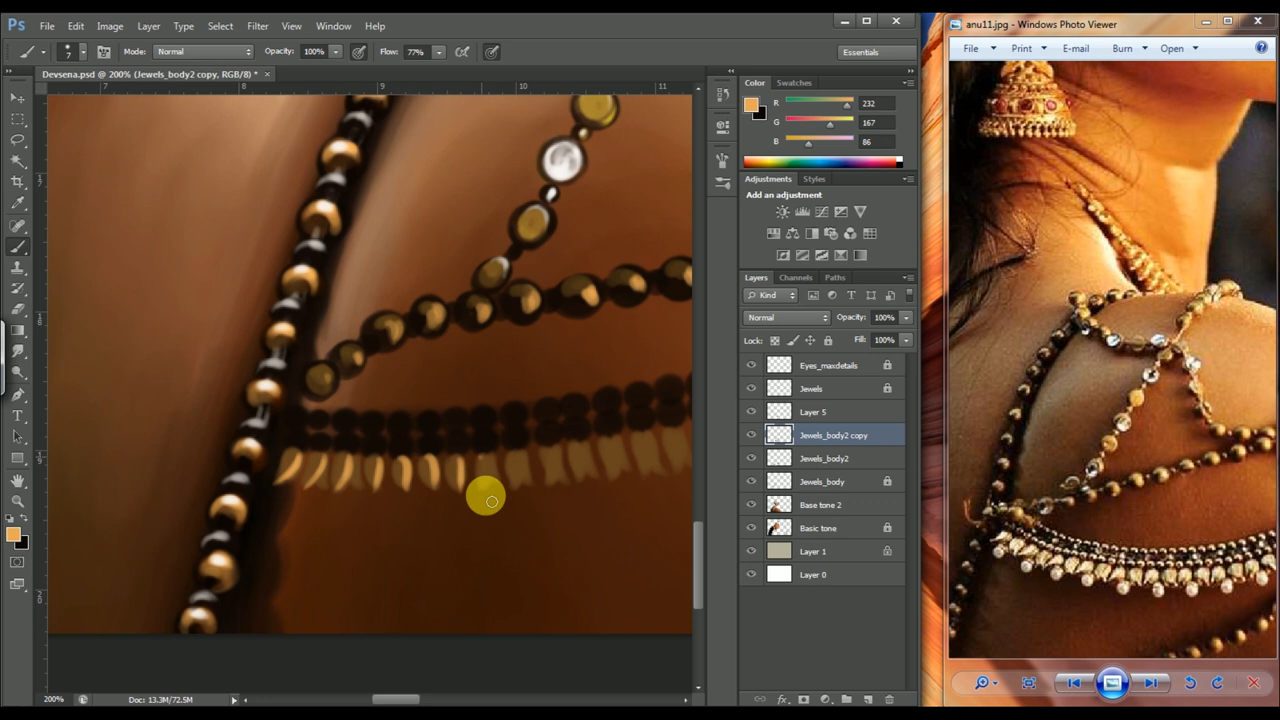 Ps File Edit Image Layer Type Select Filter View Window Help
anu11.jpg - Windows Photo Viewer
7 Mode: Normal Opacity: 100% Flow: 77% Essentials
File Print E-mail Burn Open
Devsena.psd @ 200% (Jewels_body2 copy, RGB/8) *
7 8 9 10 11
Color Swatches
R 232
G 167
B 86
Adjustments Styles
Add an adjustment
Layers Channels Paths
Kind
Normal Opacity: 100%
Lock: Fill: 100%
Eyes_maxdetails
Jewels
Layer 5
Jewels_body2 copy
Jewels_body2
Jewels_body
Base tone 2
Basic tone
Layer 1
Layer 0
200% Doc: 13.3M/72.5M